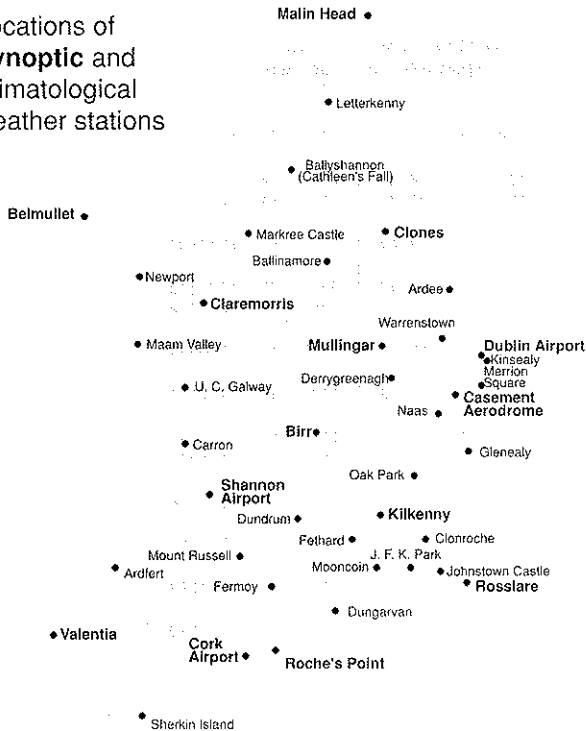 ocations of
ynoptic and
imatological
eather stations
Malin Head
Letterkenny
Ballyshannon
(Cathleen's Fall)
Belmullet
Markree Castle
Clones
Ballinamore
Newport
Ardee
Claremorris
Warrenstown
Maam Valley
Mullingar
Dublin Airport
Kinsealy
Merrion
Square
Derrygreenagh
U. C. Galway
Casement
Aerodrome
Naas
Birr
Carron
Glenealy
Oak Park
Shannon
Airport
Dundrum
Kilkenny
Fethard
Clonroche
Mount Russell
J. F. K. Park
Ardfert
Mooncoin
Johnstown Castle
Fermoy
Rosslare
Dungarvan
Valentia
Cork
Airport
Roche's Point
Sherkin Island